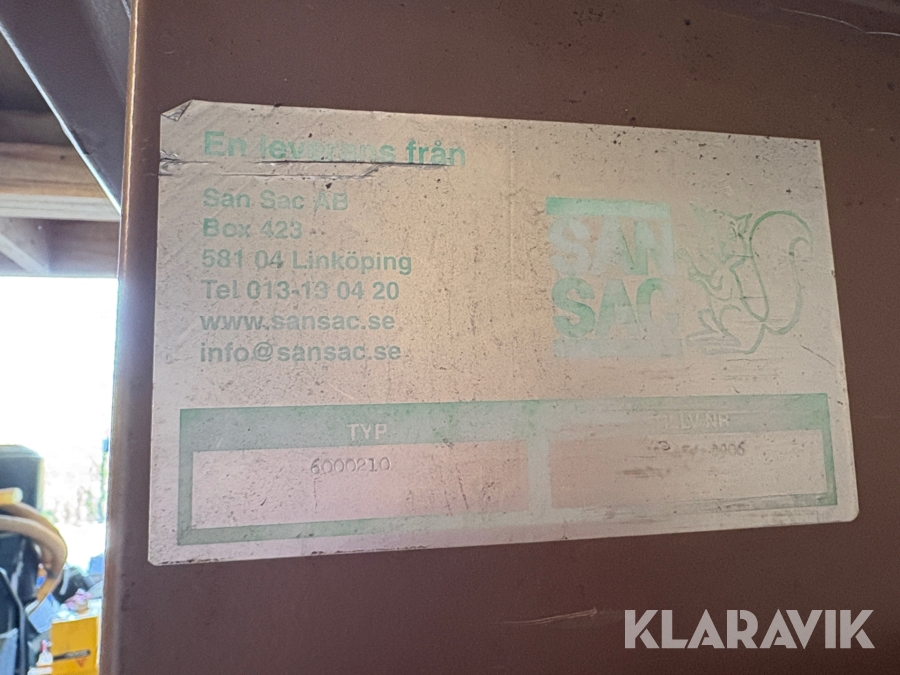 En leverans från
San Sac AB
Box 423
581 04 Linköping
Tel 013-13 04 20
www.sansac.se
info@sansac.se
SAN
SAC
TYP
6000210
KLARAVIK